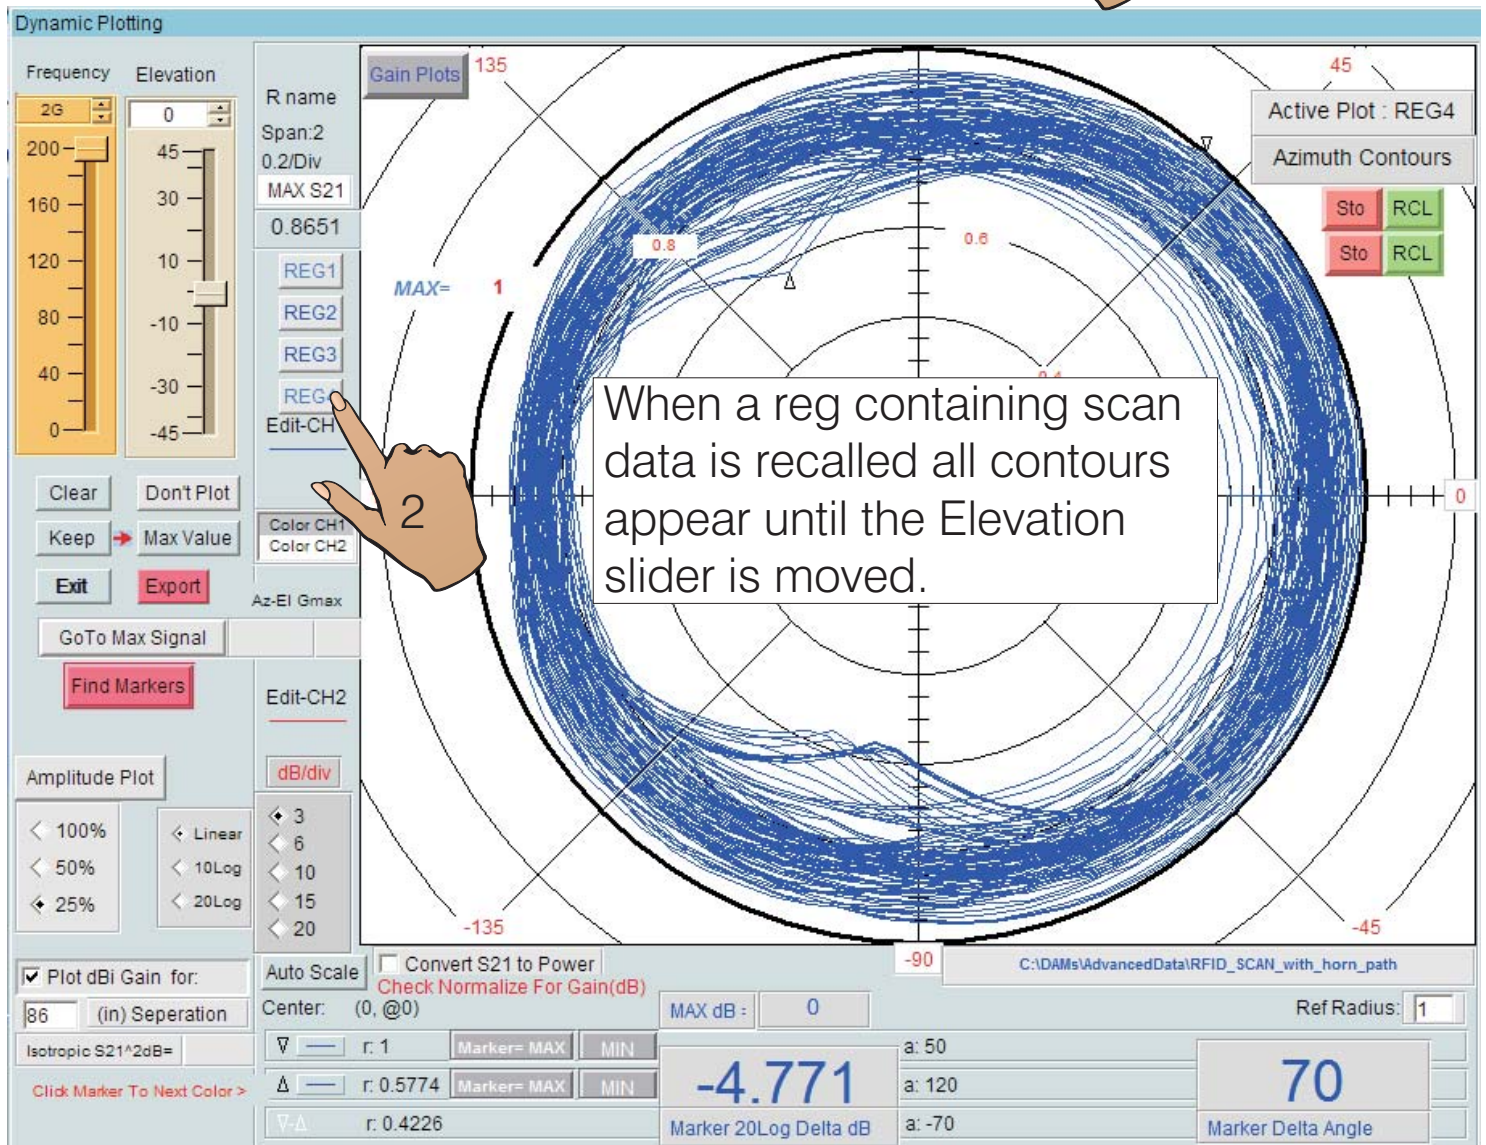 Dynamic Plotting
Frequency
Elevation
2G
0
200
160
120
80
40
0
45
30
10
-10
-30
-45
R name
Span:2
0.2/Div
MAX S21
0.8651
REG1
REG2
REG3
Edit-CH
Color CH1
Color CH2
Az-El Gmax
Clear
Don't Plot
Keep
Max Value
Exit
Export
GoTo Max Signal
Find Markers
Edit-CH2
Amplitude Plot
100%
50%
25%
Linear
10Log
20Log
dB/div
3
6
10
15
20
Gain Plots
135
45
Active Plot : REG4
Azimuth Contours
Sto RCL
Sto RCL
0.8
0.6
MAX= 1
0.4
2
When a reg containing scan
data is recalled all contours
appear until the Elevation
slider is moved.
0
-135
-45
-90
C:\DAMs\AdvancedData\RFID_SCAN_with_horn_path
Plot dBi Gain for:
86 (in) Seperation
Isotropic S21^2dB=
Click Marker To Next Color >
Auto Scale
Convert S21 to Power
Check Normalize For Gain(dB)
Center: (0, @0)
MAX dB : 0
Ref Radius: 1
∇ r: 1 Marker= MAX MIN a: 50
Δ r: 0.5774 Marker= MAX MIN a: 120
∇-Δ r: 0.4226 a: -70
-4.771
Marker 20Log Delta dB
70
Marker Delta Angle